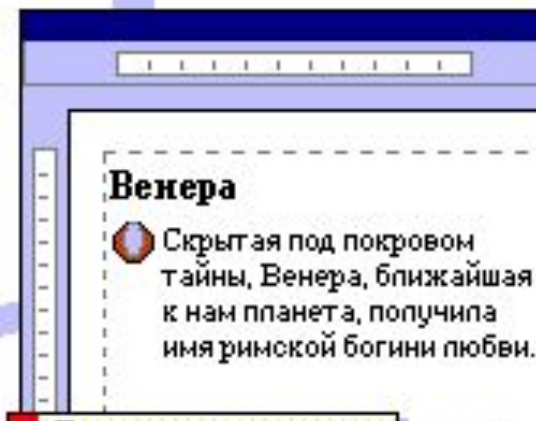 Венера
Скрытая под покровом
тайны, Венера, ближайшая
к нам планета, получила
имя римской богини любви.